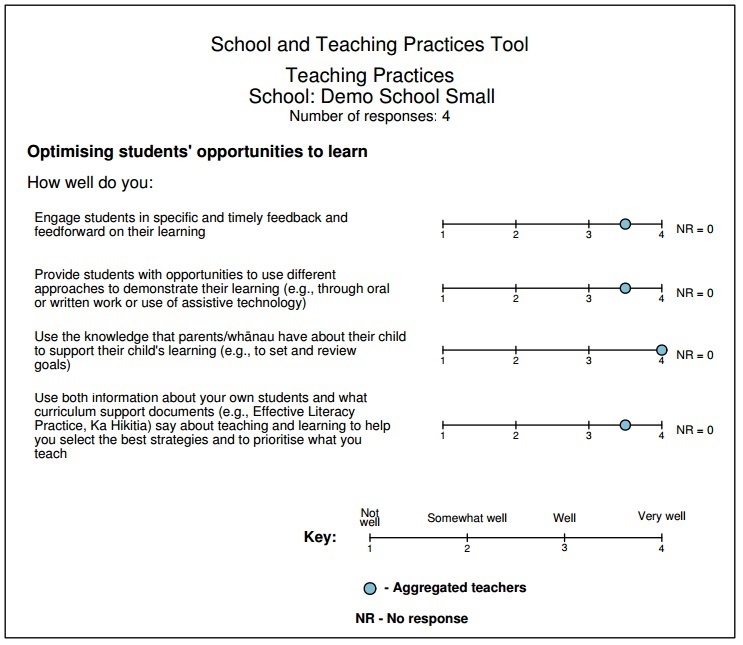 School and Teaching Practices Tool
Teaching Practices
School: Demo School Small
Number of responses: 4
Optimising students' opportunities to learn
How well do you:
Engage students in specific and timely feedback and
feedforward on their learning
1 2 3 4 NR = 0
Provide students with opportunities to use different
approaches to demonstrate their learning (e.g., through oral
or written work or use of assistive technology)
1 2 3 4 NR = 0
Use the knowledge that parents/whānau have about their child
to support their child's learning (e.g., to set and review
goals)
1 2 3 4 NR = 0
Use both information about your own students and what
curriculum support documents (e.g., Effective Literacy
Practice, Ka Hikitia) say about teaching and learning to help
you select the best strategies and to prioritise what you
teach
1 2 3 4 NR = 0
Not
well Somewhat well Well Very well
Key:
1 2 3 4
- Aggregated teachers
NR - No response